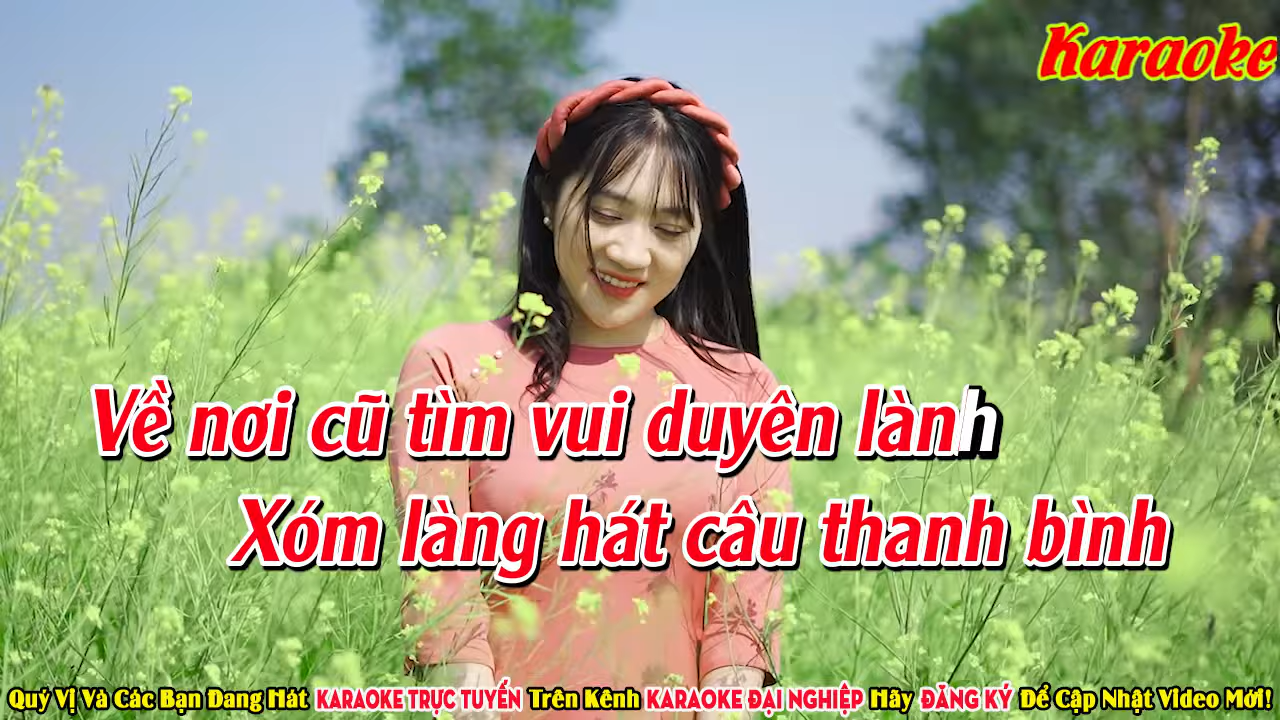 Karaoke
Về nơi cũ tìm vui duyên lành
Xóm làng hát câu thanh bình
Quý Vị Và Các Bạn Đang Hát KARAOKE TRỰC TUYẾN Trên Kênh KARAOKE ĐẠI NGHIỆP Hãy ĐĂNG KÝ Để Cập Nhật Video Mới!